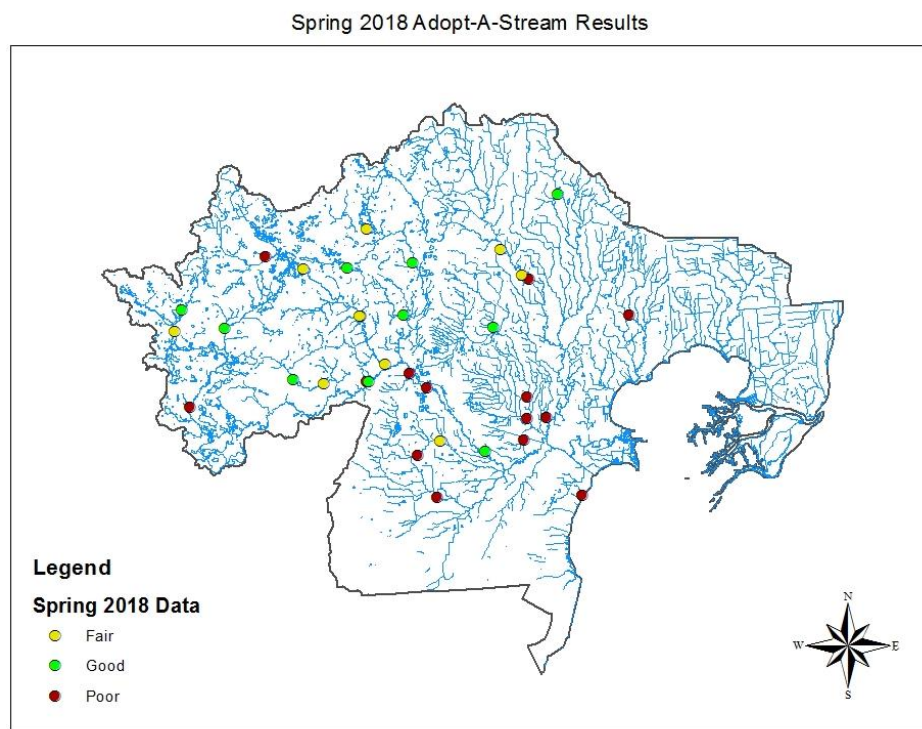 Spring 2018 Adopt-A-Stream Results
N
W E
S
Legend
Spring 2018 Data
Fair
Good
Poor